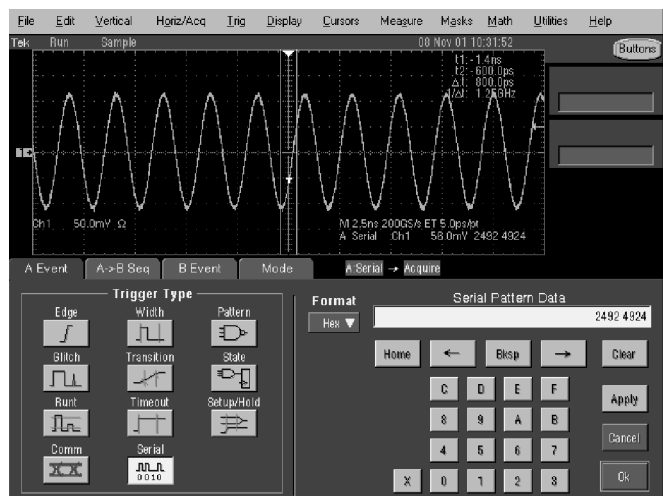 File Edit Vertical Horiz/Acq Trig Display Cursors Measure Masks Math Utilities Help
Tek Run Sample 08 Nov 01 10:31:52
Buttons
t1: -1.4ns
t2: -600.0ps
Δt: 800.0ps
1/Δt: 1.25GHz
1
Ch1 50.0mV Ω M 2.5ns 200GS/s ET 5.0ps/pt
A Serial Ch1 56.0mV 2492 4924
A Event A->B Seq B Event Mode A Serial → Acquire
Trigger Type
Edge Width Pattern
Glitch Transition State
Runt Timeout Setup/Hold
Comm Serial
0010
Format Serial Pattern Data
Hex ▼ 2492 4924
Home ← Bksp → Clear
C D E F
Apply
8 9 A B
Cancel
4 5 6 7
X 0 1 2 3 Ok